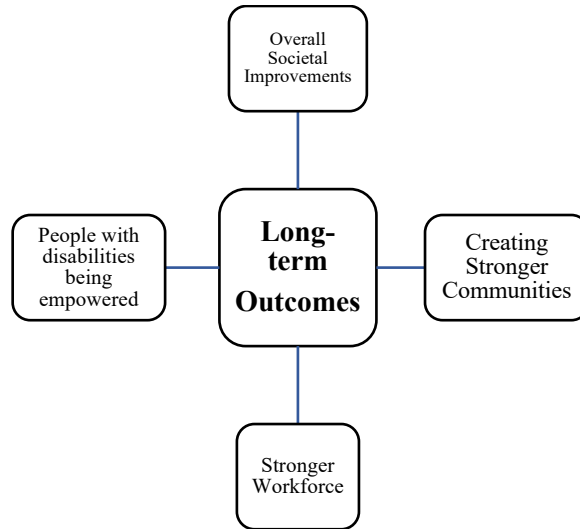 Overall
Societal
Improvements
People with
disabilities
being
empowered
Long-
term
Outcomes
Creating
Stronger
Communities
Stronger
Workforce